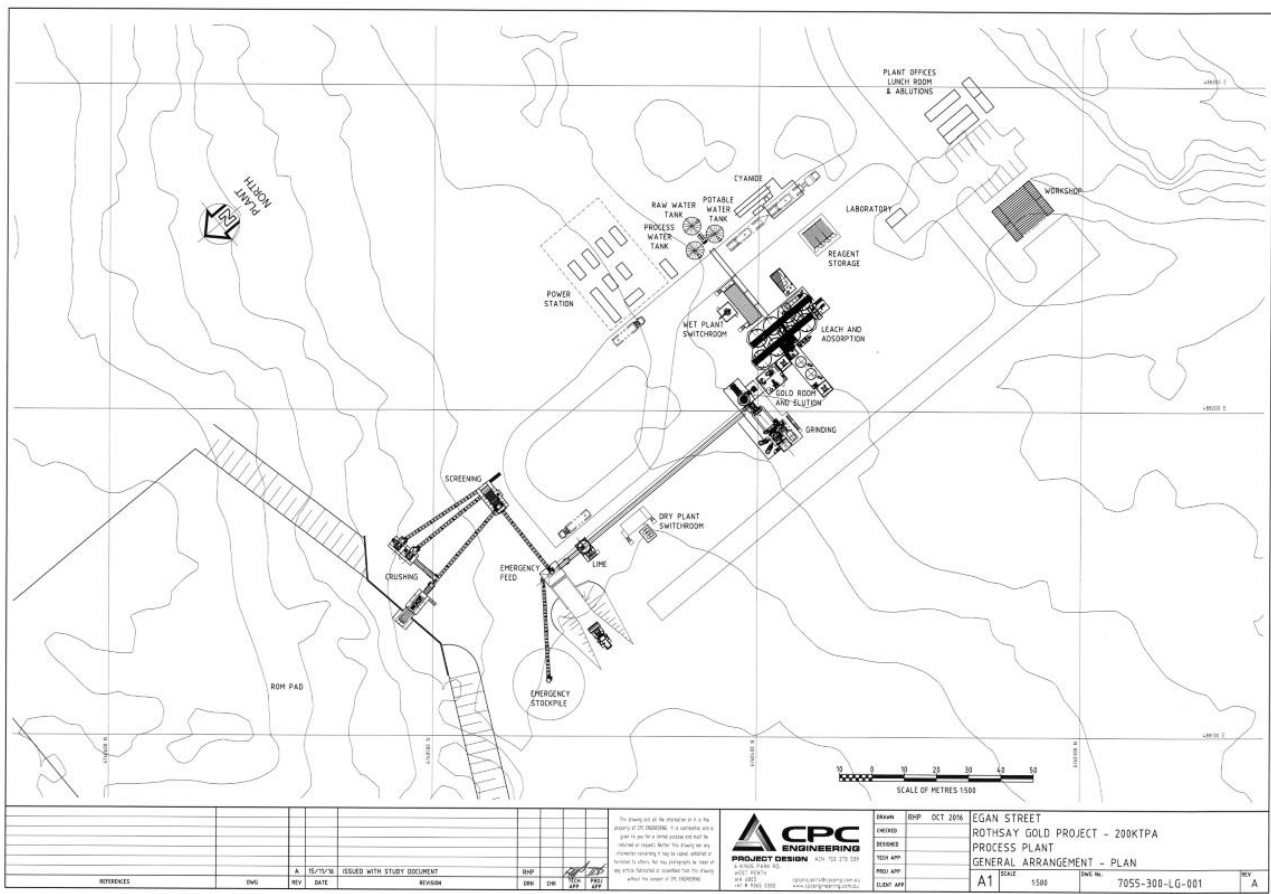 PLANT OFFICES
LUNCH ROOM
& ABLUTIONS
PLANT
NORTH
N
CYANIDE
RAW WATER
TANK
POTABLE
WATER
TANK
PROCESS
WATER
TANK
WORKSHOP
LABORATORY
REAGENT
STORAGE
POWER
STATION
WET PLANT
SWITCHROOM
LEACH AND
ADSORPTION
GOLD ROOM
AND ELUTION
GRINDING
SCREENING
DRY PLANT
SWITCHROOM
LIME
EMERGENCY
FEED
CRUSHING
ROM PAD
EMERGENCY
STOCKPILE
10 0 10 20 30 40 50
SCALE OF METRES 1:500
REFERENCES
DWG
A 15/11/16 ISSUED WITH STUDY DOCUMENT RHP
REV DATE REVISION DRN CHK TECH APP PROJ APP
CPC
ENGINEERING
PROJECT DESIGN
DRAWN RHP OCT 2016
CHECKED
DESIGNED
TECH APP
PROJ APP
CLIENT APP
EGAN STREET
ROTHSAY GOLD PROJECT - 200KTPA
PROCESS PLANT
GENERAL ARRANGEMENT - PLAN
A1
SCALE
1:500
DWG No.
7055-300-LG-001
REV
A